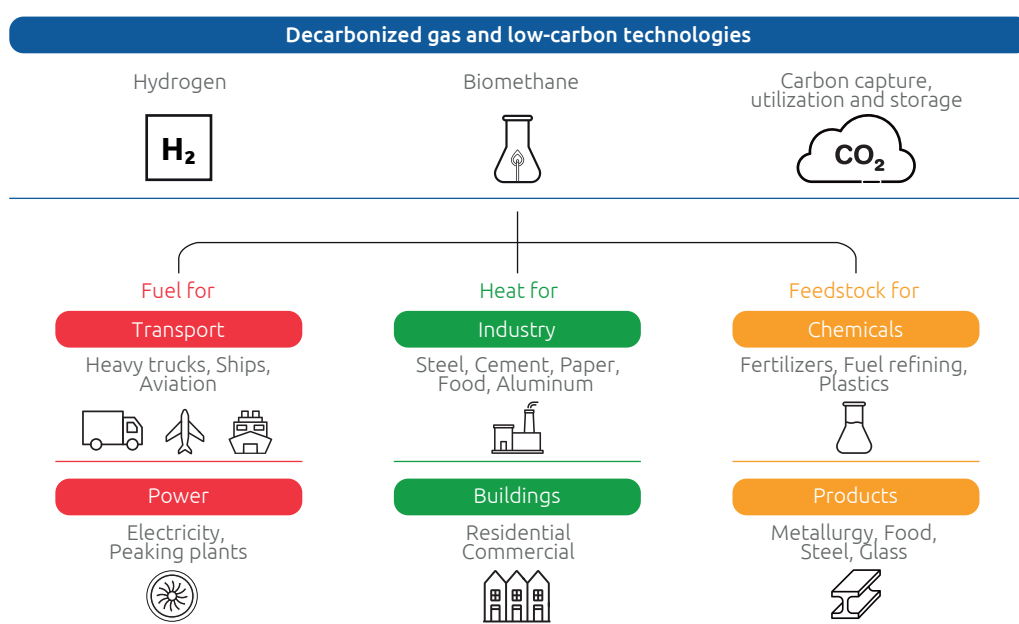 Decarbonized gas and low-carbon technologies
Hydrogen
H₂
Biomethane
Carbon capture,
utilization and storage
CO₂
Fuel for
Transport
Heavy trucks, Ships,
Aviation
Power
Electricity,
Peaking plants
Heat for
Industry
Steel, Cement, Paper,
Food, Aluminum
Buildings
Residential
Commercial
Feedstock for
Chemicals
Fertilizers, Fuel refining,
Plastics
Products
Metallurgy, Food,
Steel, Glass